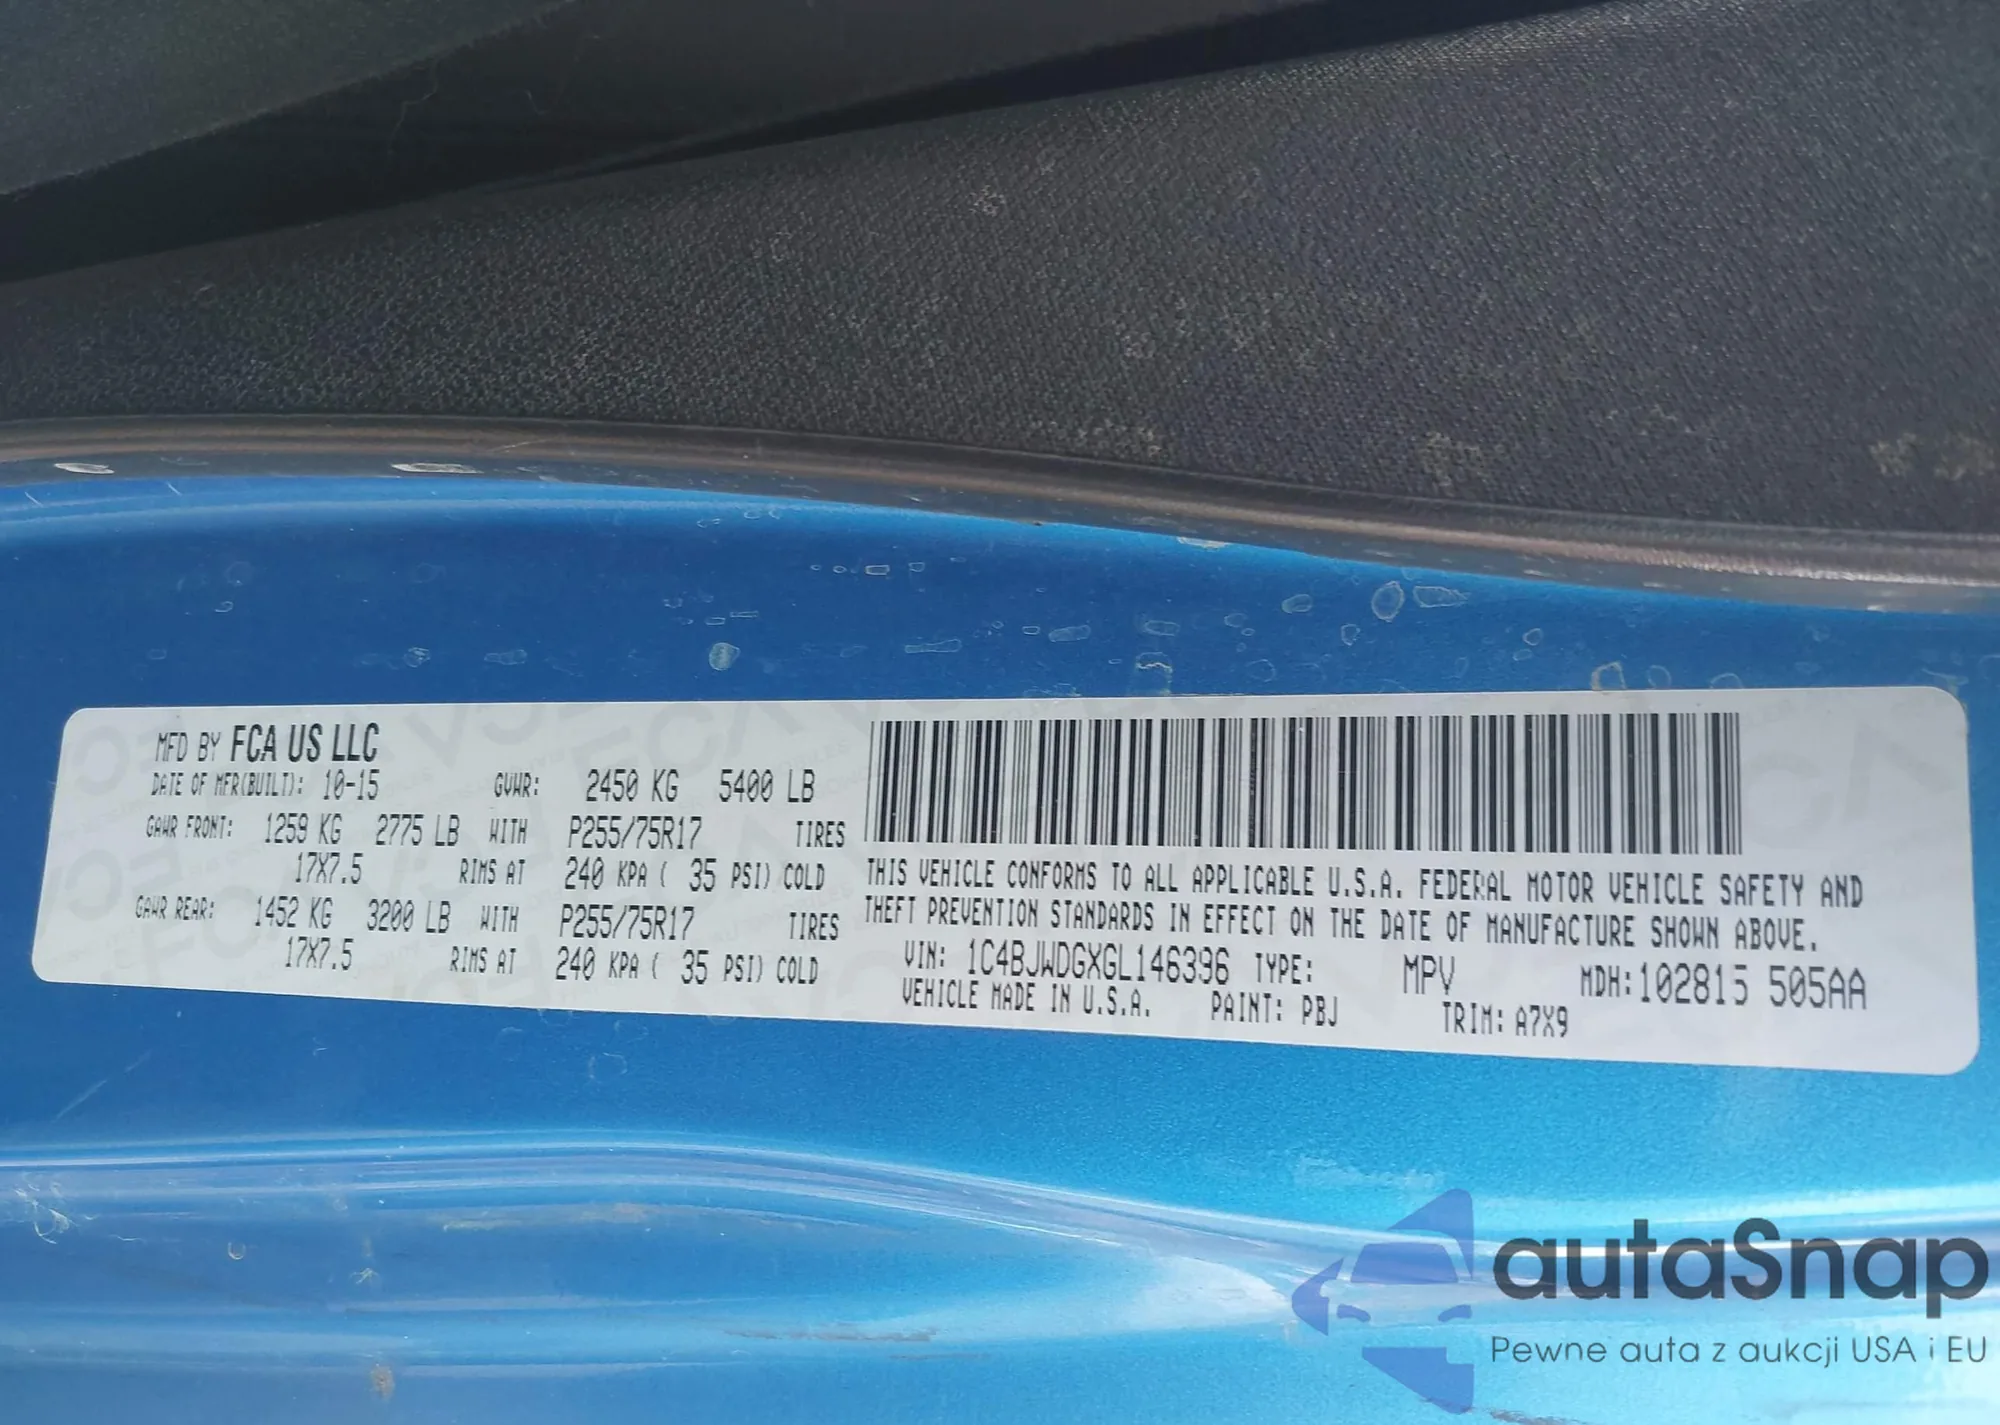 MFD BY FCA US LLC
DATE OF MFR(BUILT): 10-15 GVWR: 2450 KG 5400 LB
GAWR FRONT: 1259 KG 2775 LB WITH P255/75R17 TIRES
17X7.5 RIMS AT 240 KPA ( 35 PSI) COLD
GAWR REAR: 1452 KG 3200 LB WITH P255/75R17 TIRES
17X7.5 RIMS AT 240 KPA ( 35 PSI) COLD
THIS VEHICLE CONFORMS TO ALL APPLICABLE U.S.A. FEDERAL MOTOR VEHICLE SAFETY AND
THEFT PREVENTION STANDARDS IN EFFECT ON THE DATE OF MANUFACTURE SHOWN ABOVE.
VIN: 1C4BJWDGXGL146396 TYPE: MPV MDH:102815 505AA
VEHICLE MADE IN U.S.A. PAINT: PBJ TRIM: A7X9
autaSnap
Pewne auta z aukcji USA i EU